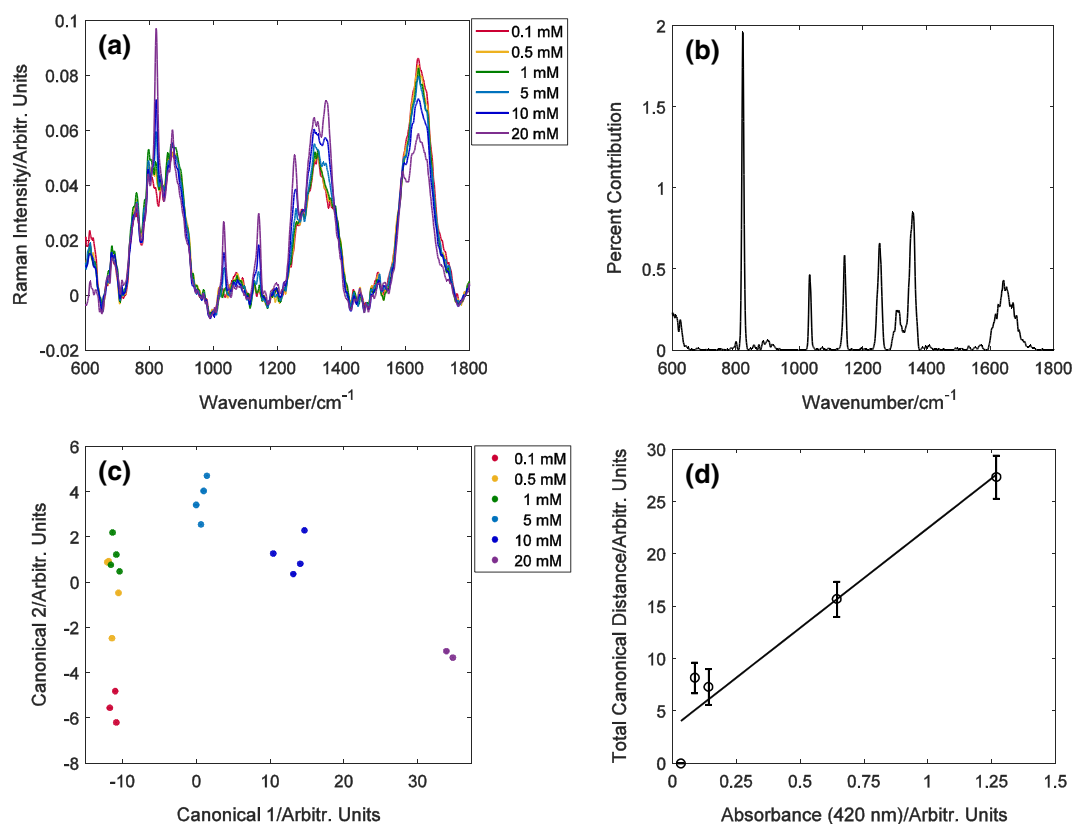 (a)
Raman Intensity/Arbitr. Units
0.1
0.08
0.06
0.04
0.02
0
-0.02
600 800 1000 1200 1400 1600 1800
Wavenumber/cm⁻¹
0.1 mM
0.5 mM
1 mM
5 mM
10 mM
20 mM
(b)
Percent Contribution
2
1.5
1
0.5
0
600 800 1000 1200 1400 1600 1800
Wavenumber/cm⁻¹
(c)
Canonical 2/Arbitr. Units
6
4
2
0
-2
-4
-6
-8
-10 0 10 20 30
Canonical 1/Arbitr. Units
0.1 mM
0.5 mM
1 mM
5 mM
10 mM
20 mM
(d)
Total Canonical Distance/Arbitr. Units
30
25
20
15
10
5
0
0 0.25 0.5 0.75 1 1.25 1.5
Absorbance (420 nm)/Arbitr. Units